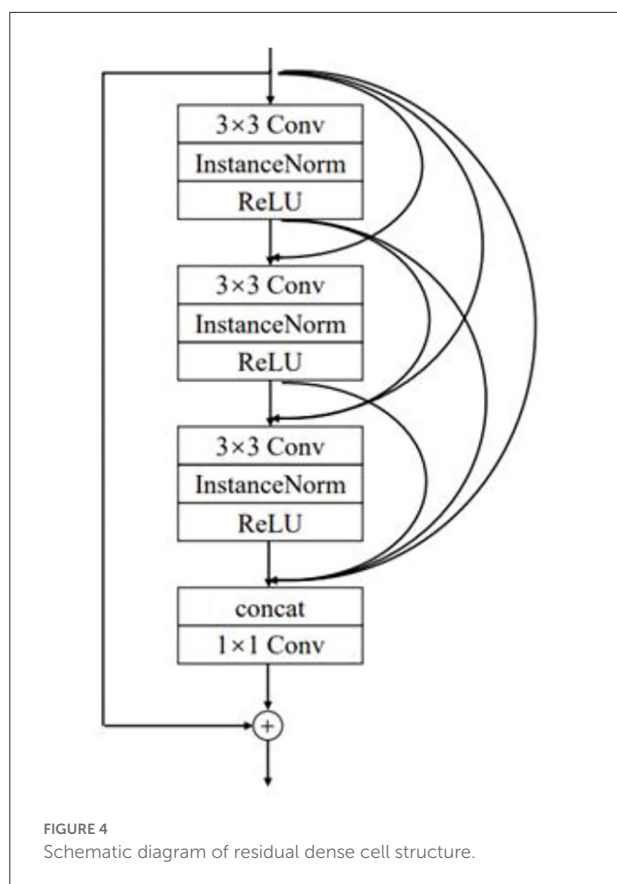 3×3 Conv
InstanceNorm
ReLU
3×3 Conv
InstanceNorm
ReLU
3×3 Conv
InstanceNorm
ReLU
concat
1×1 Conv
+
FIGURE 4
Schematic diagram of residual dense cell structure.